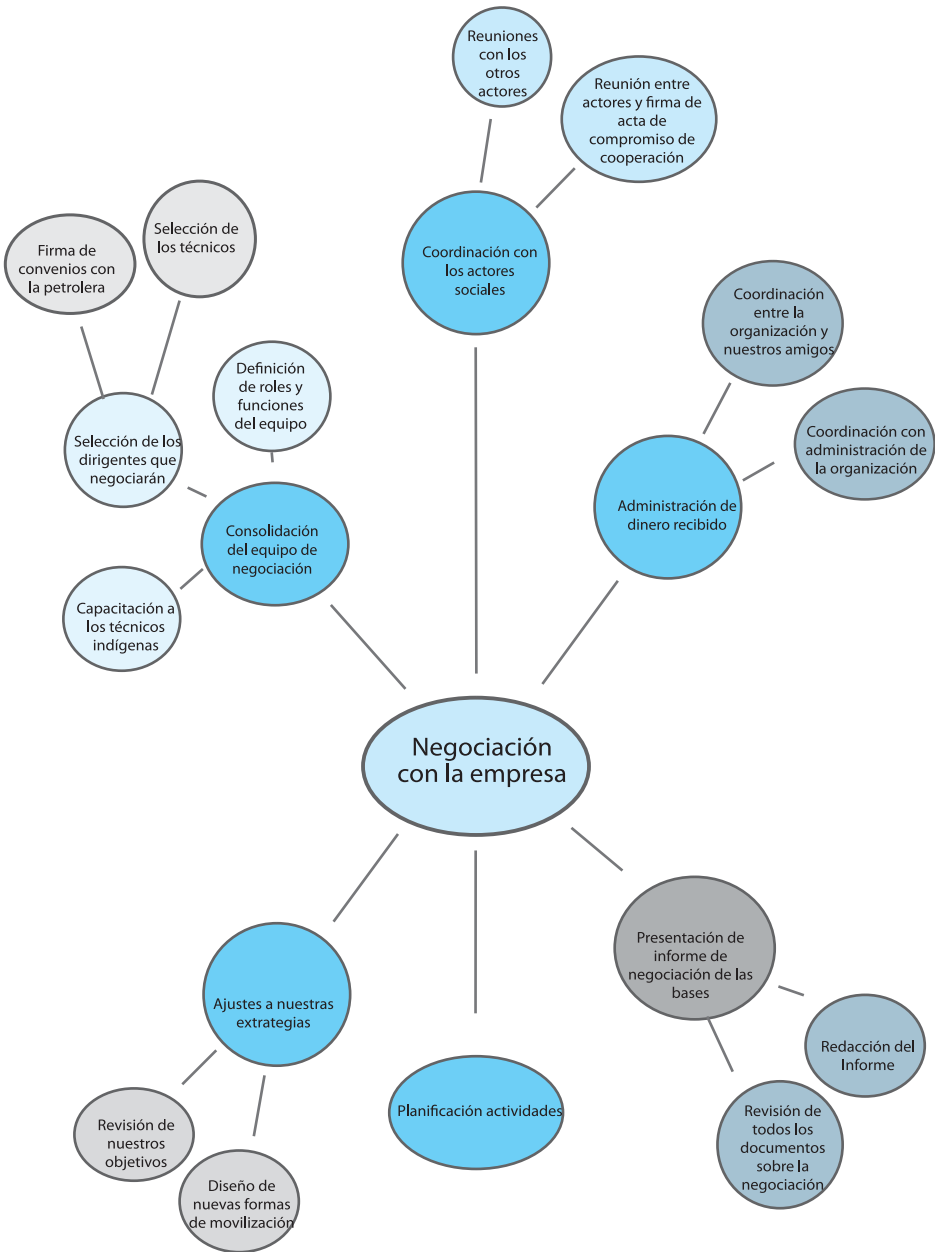 Reuniones
con los
otros
actores
Reunión entre
actores y firma de
acta de
compromiso de
cooperación
Coordinación con
los actores
sociales
Firma de
convenios con
la petrolera
Selección de
los técnicos
Definición
de roles y
funciones
del equipo
Selección de los
dirigentes que
negociarán
Consolidación
del equipo de
negociación
Capacitación a
los técnicos
indígenas
Coordinación
entre la
organización y
nuestros amigos
Coordinación con
administración de
la organización
Administración de
dinero recibido
Negociación
con la empresa
Ajustes a nuestras
extrategias
Revisión de
nuestros
objetivos
Diseño de
nuevas formas
de movilización
Planificación actividades
Presentación de
informe de
negociación de las
bases
Redacción del
Informe
Revisión de
todos los
documentos
sobre la
negociación